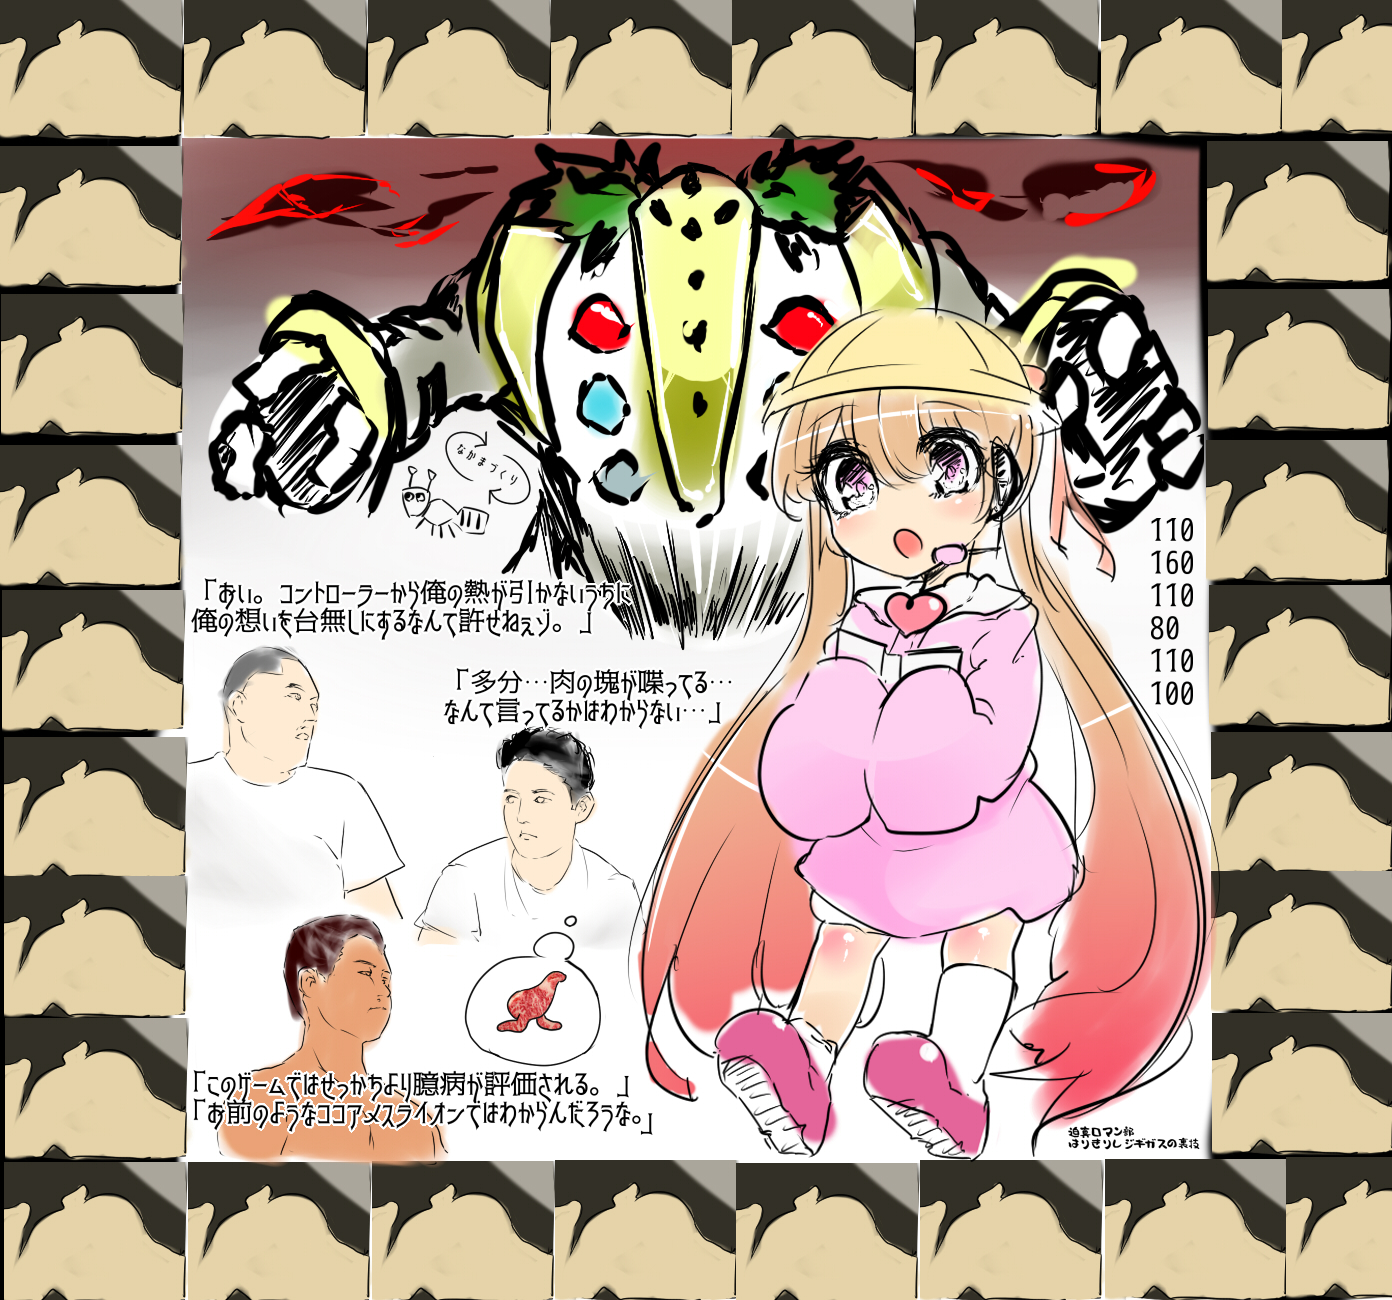 なかまづくり
110
160
110
80
110
100
「おい。コントローラーから俺の熱が引かないうちに
俺の想いを台無しにするなんて許せねぇゾ。」
「多分…肉の塊が喋ってる…
なんて言ってるかはわからない…」
「このゲームではせっかちより臆病が評価される。」
「お前のようなココアメスライオンではわからんだろうな。」
迫真ロマン部
はりきりレジギガスの裏技